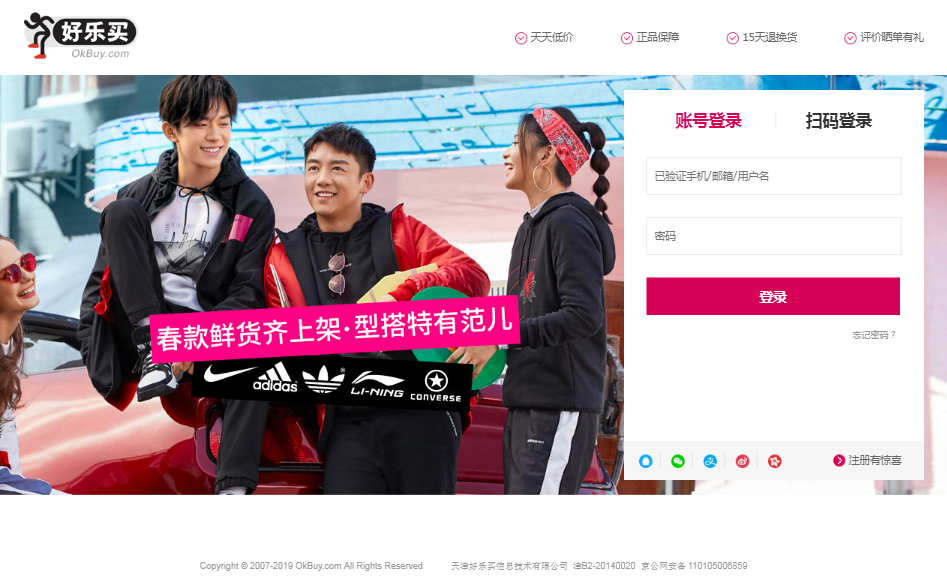 好乐买
OkBuy.com
天天低价
正品保障
15天退换货
评价晒单有礼
账号登录
扫码登录
已验证手机/邮箱/用户名
密码
登录
忘记密码？
春款鲜货齐上架·型搭特有范儿
adidas
LI-NING
CONVERSE
注册有惊喜
Copyright © 2007-2019 OkBuy.com All Rights Reserved
天津好乐买信息技术有限公司 津B2-20140020 京公网安备 110105006859